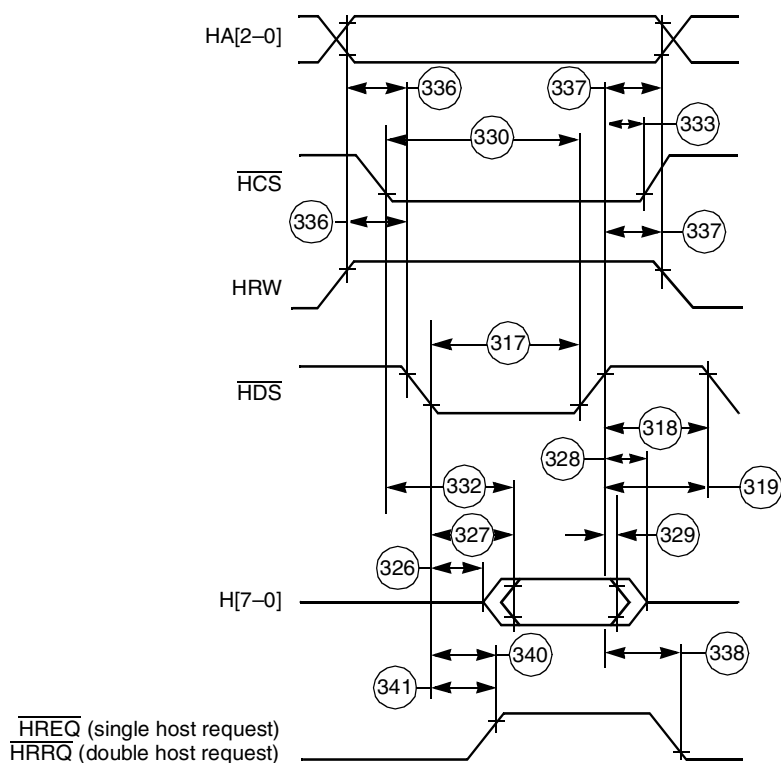 HA[2–0]
336
337
333
330
HCS
336
337
HRW
317
HDS
318
328
332
319
327
329
326
H[7–0]
340
338
341
HREQ (single host request)
HRRQ (double host request)